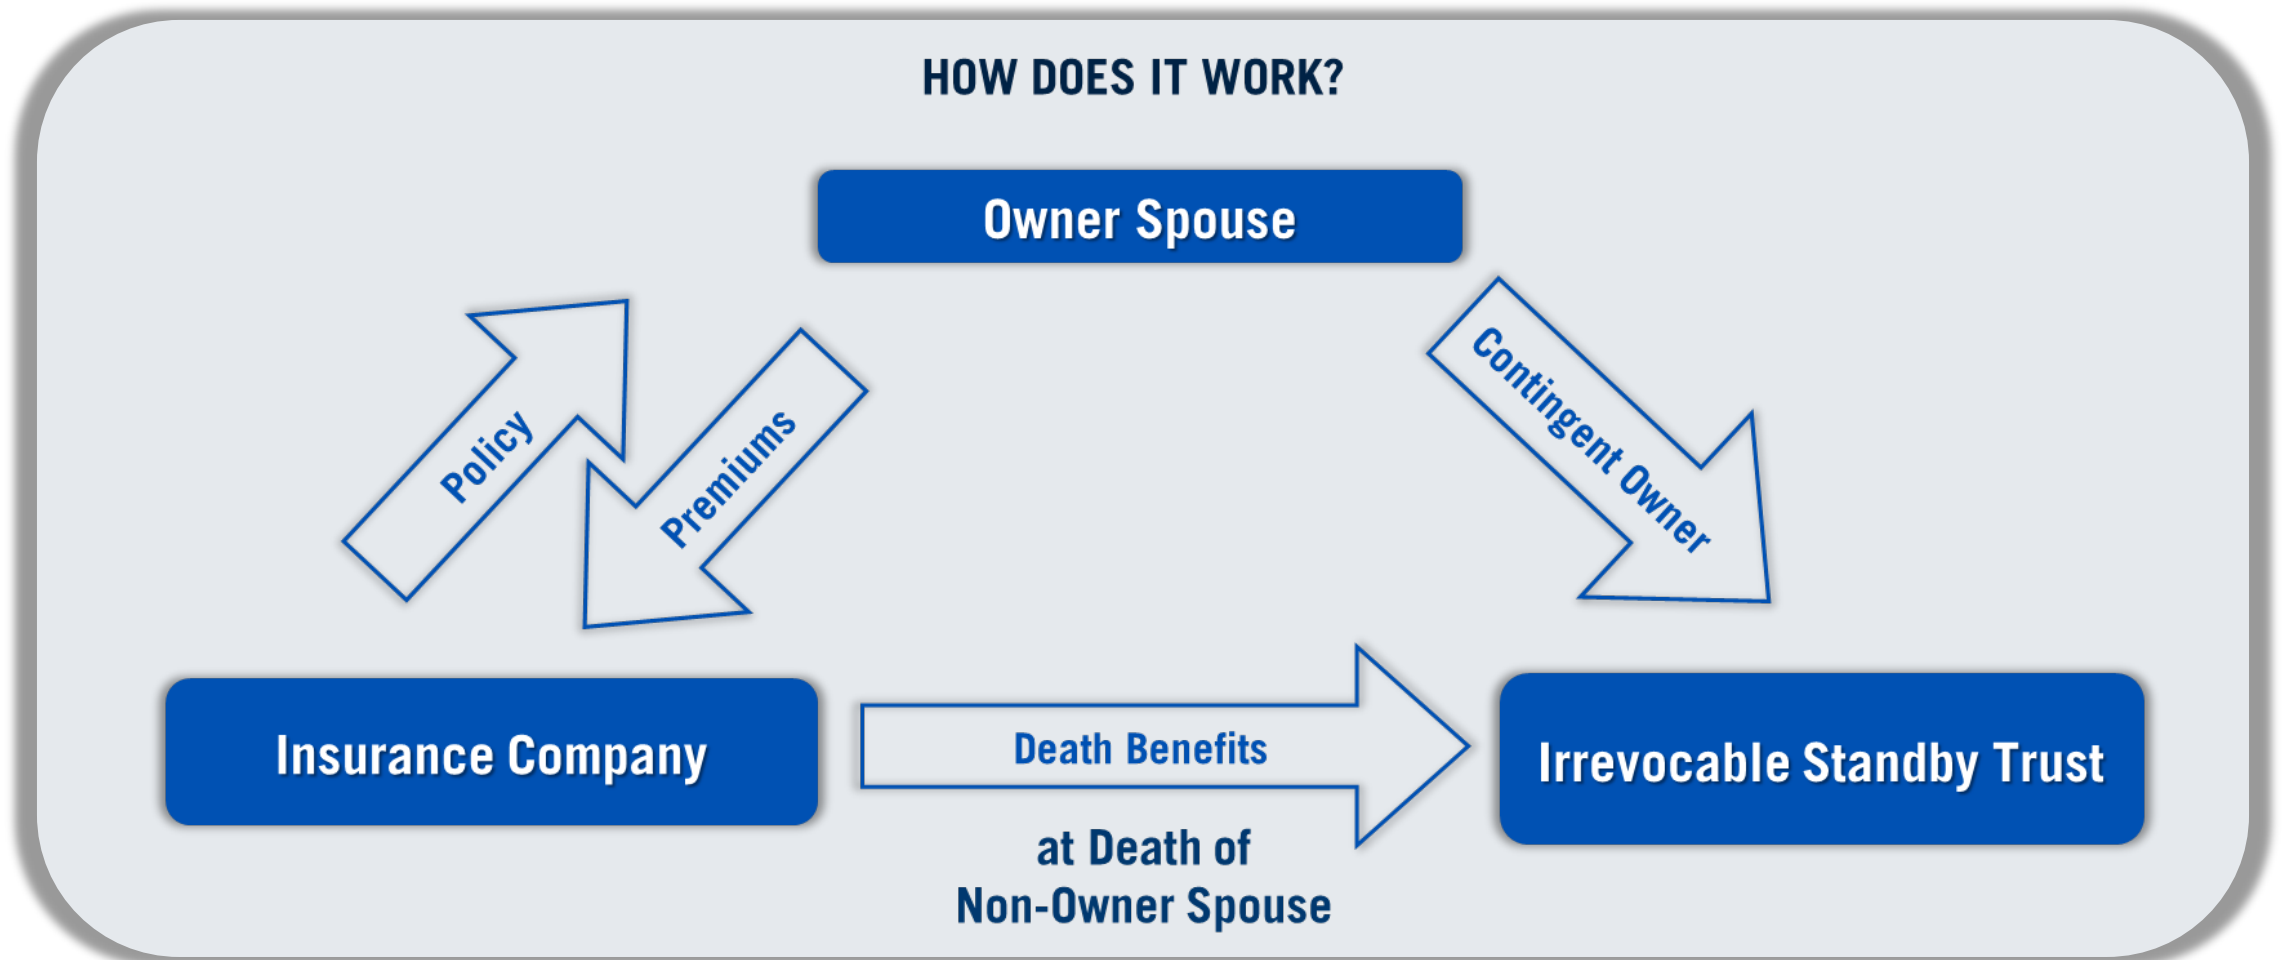 HOW DOES IT WORK?
Owner Spouse
Policy
Premiums
Contingent Owner
Insurance Company
Death Benefits
Irrevocable Standby Trust
at Death of
Non-Owner Spouse